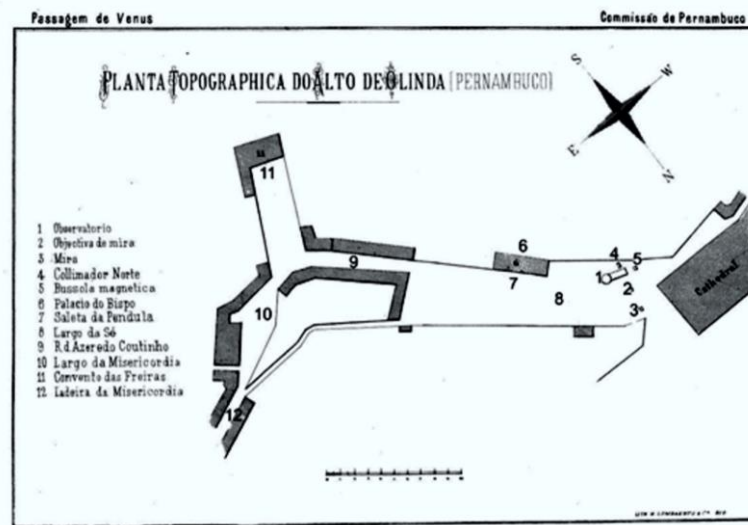 Passagem de Venus
Commissão de Pernambuco
PLANTA TOPOGRAPHICA DO ALTO DE OLINDA (PERNAMBUCO)
S
W
E
N
1 Observatorio
2 Objectiva de mira
3 Mira
4 Collimador Norte
5 Bussola magnetica
6 Palacio do Bispo
7 Saleta da Pendula
8 Largo da Sé
9 R.d'Azeredo Coutinho
10 Largo da Misericordia
11 Convento das Freiras
12 Ladeira da Misericordia
11
6
4
5
9
7
1
2
Cathedral
10
8
3
12